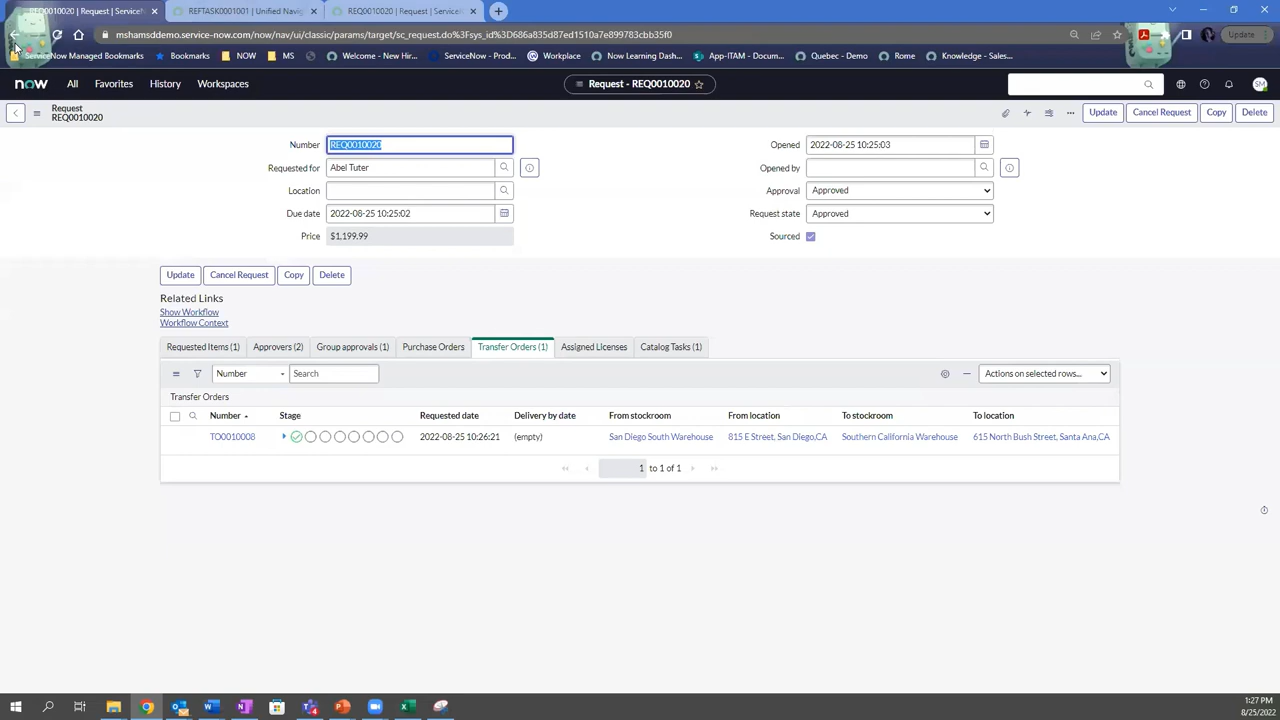 REQ0010020 | Request | ServiceN
REFTASK0001001 | Unified Navig
REQ0010020 | Request | ServiceN
mshamsddemo.service-now.com/now/nav/ui/classic/params/target/sc_request.do%3Fsys_id%3D686a835d87ed1510a7e899783cbb35f0
Update
ServiceNow Managed Bookmarks
Bookmarks
NOW
MS
Welcome - New Hir...
ServiceNow - Prod...
Workplace
Now Learning Dash...
App-ITAM - Docum...
Quebec - Demo
Rome
Knowledge - Sales...
now
All
Favorites
History
Workspaces
Request - REQ0010020
SM
Request
REQ0010020
Update
Cancel Request
Copy
Delete
Number REQ0010020
Opened 2022-08-25 10:25:03
Requested for Abel Tuter
Opened by
Location
Approval Approved
Due date 2022-08-25 10:25:02
Request state Approved
Price $1,199.99
Sourced
Update
Cancel Request
Copy
Delete
Related Links
Show Workflow
Workflow Context
Requested Items (1)
Approvers (2)
Group approvals (1)
Purchase Orders
Transfer Orders (1)
Assigned Licenses
Catalog Tasks (1)
Number
Search
Actions on selected rows...
Transfer Orders
Number Stage Requested date Delivery by date From stockroom From location To stockroom To location
TO0010008 2022-08-25 10:26:21 (empty) San Diego South Warehouse 815 E Street, San Diego,CA Southern California Warehouse 615 North Bush Street, Santa Ana,CA
1 to 1 of 1
1:27 PM
8/25/2022